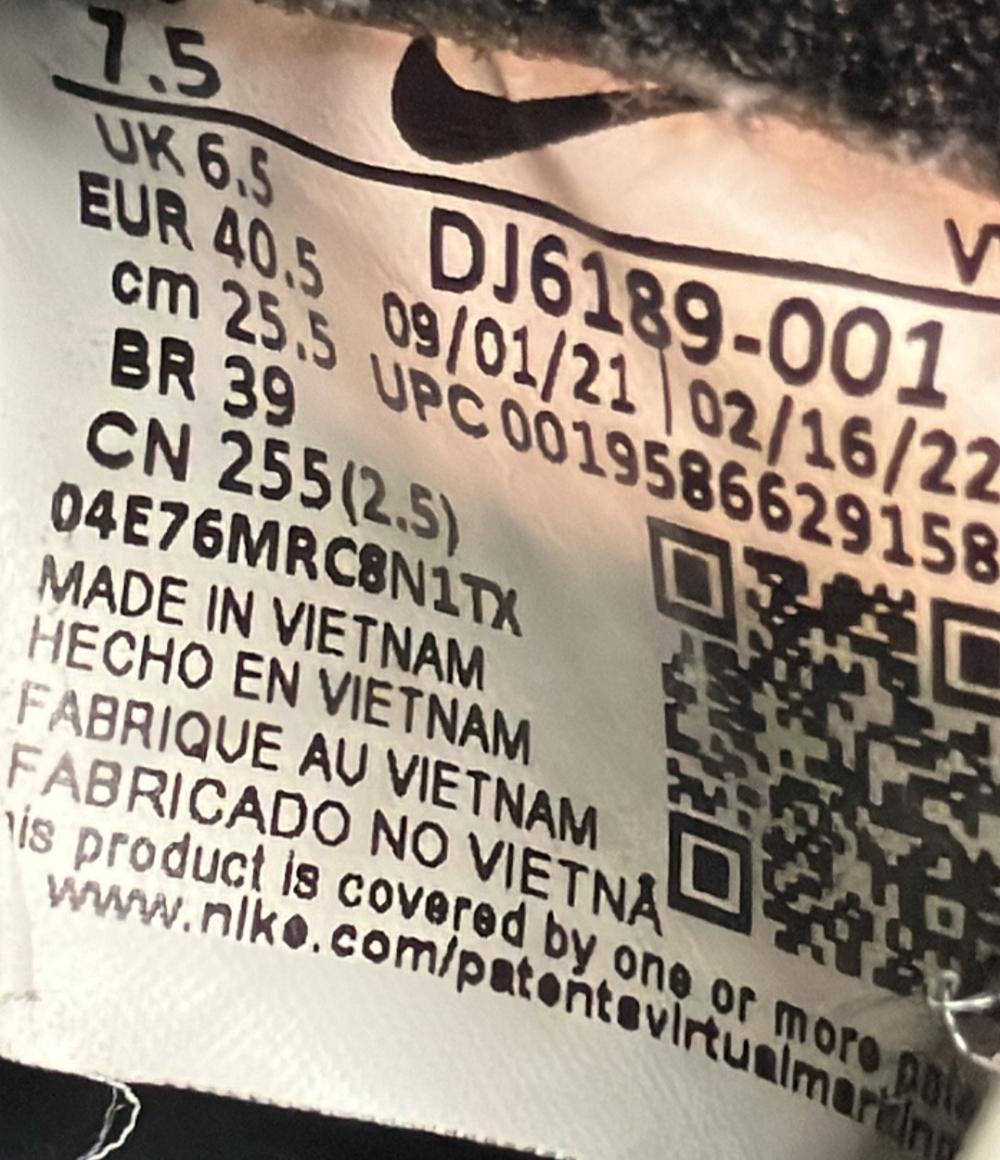 7.5
UK 6.5
EUR 40.5
cm 25.5
BR 39
CN 255(2.5)
VT
DJ6189-001
09/01/21 | 02/16/22
UPC 0019586629158
04E76MRC8N1TX
MADE IN VIETNAM
HECHO EN VIETNAM
FABRIQUE AU VIETNAM
FABRICADO NO VIETNA
is product is covered by one or more
www.nike.com/patentsvirtualmarking